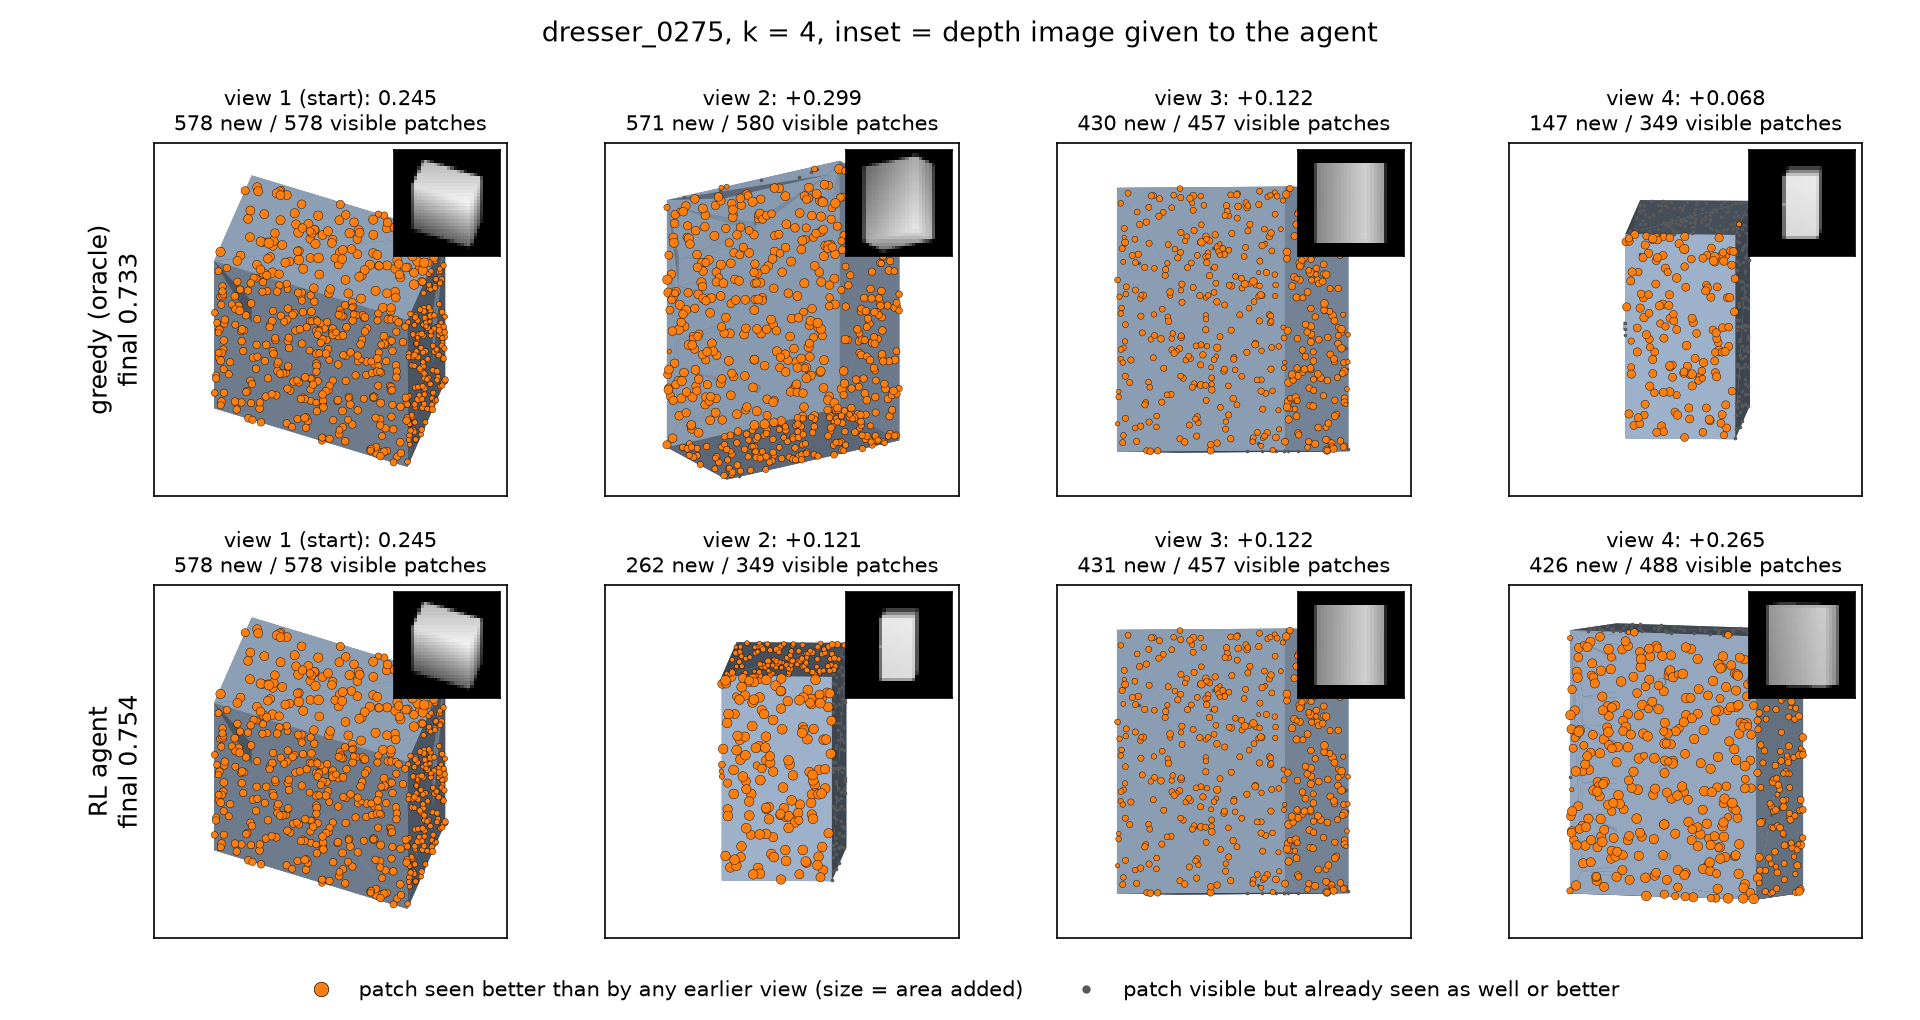 dresser_0275, k = 4, inset = depth image given to the agent
view 1 (start): 0.245
578 new / 578 visible patches
view 2: +0.299
571 new / 580 visible patches
view 3: +0.122
430 new / 457 visible patches
view 4: +0.068
147 new / 349 visible patches
greedy (oracle)
final 0.733
view 1 (start): 0.245
578 new / 578 visible patches
view 2: +0.121
262 new / 349 visible patches
view 3: +0.122
431 new / 457 visible patches
view 4: +0.265
426 new / 488 visible patches
RL agent
final 0.754
patch seen better than by any earlier view (size = area added)
patch visible but already seen as well or better